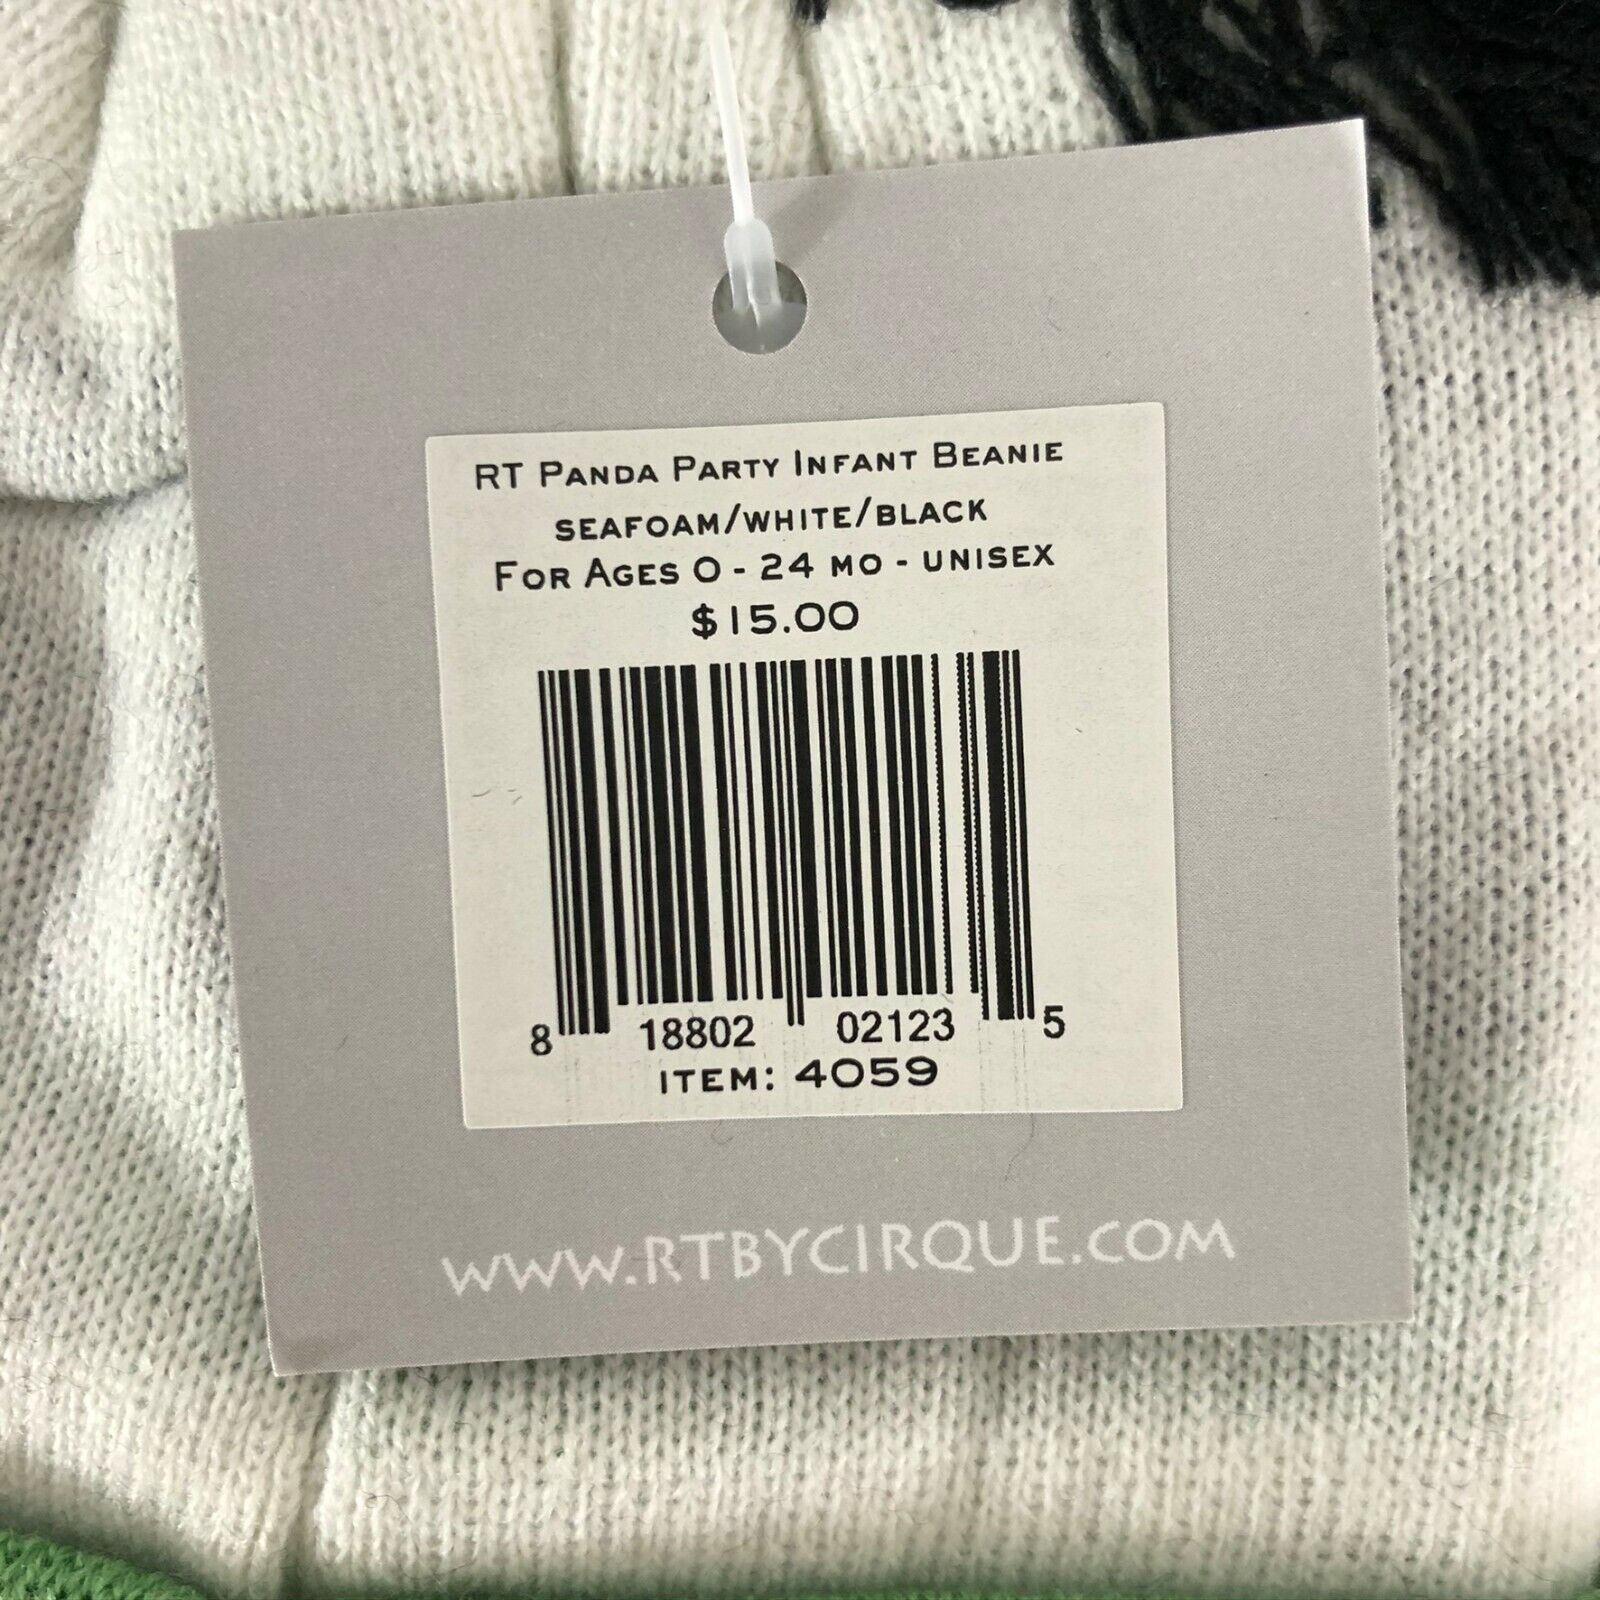 RT PANDA PARTY INFANT BEANIE
SEAFOAM/WHITE/BLACK
FOR AGES 0 - 24 MO - UNISEX
$15.00
8 18802 02123 5
ITEM: 4059
WWW.RTBYCIRQUE.COM